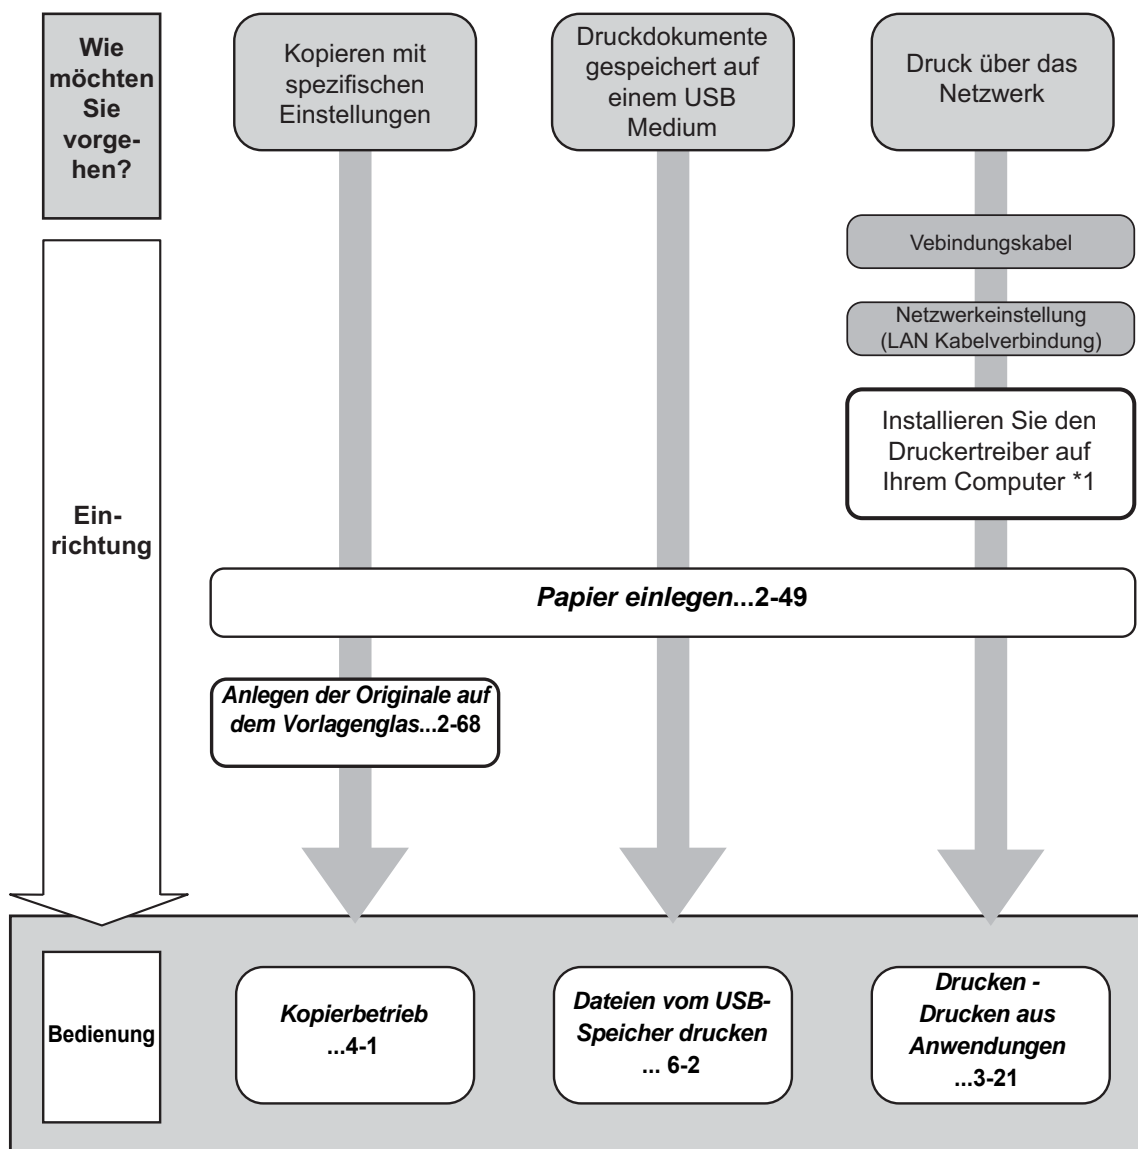 Wie
möchten
Sie
vorge-
hen?
Kopieren mit
spezifischen
Einstellungen
Druckdokumente
gespeichert auf
einem USB
Medium
Druck über das
Netzwerk
Vebindungskabel
Netzwerkeinstellung
(LAN Kabelverbindung)
Installieren Sie den
Druckertreiber auf
Ihrem Computer *1
Ein-
richtung
Papier einlegen...2-49
Anlegen der Originale auf
dem Vorlagenglas...2-68
Bedienung
Kopierbetrieb
...4-1
Dateien vom USB-
Speicher drucken
... 6-2
Drucken -
Drucken aus
Anwendungen
...3-21